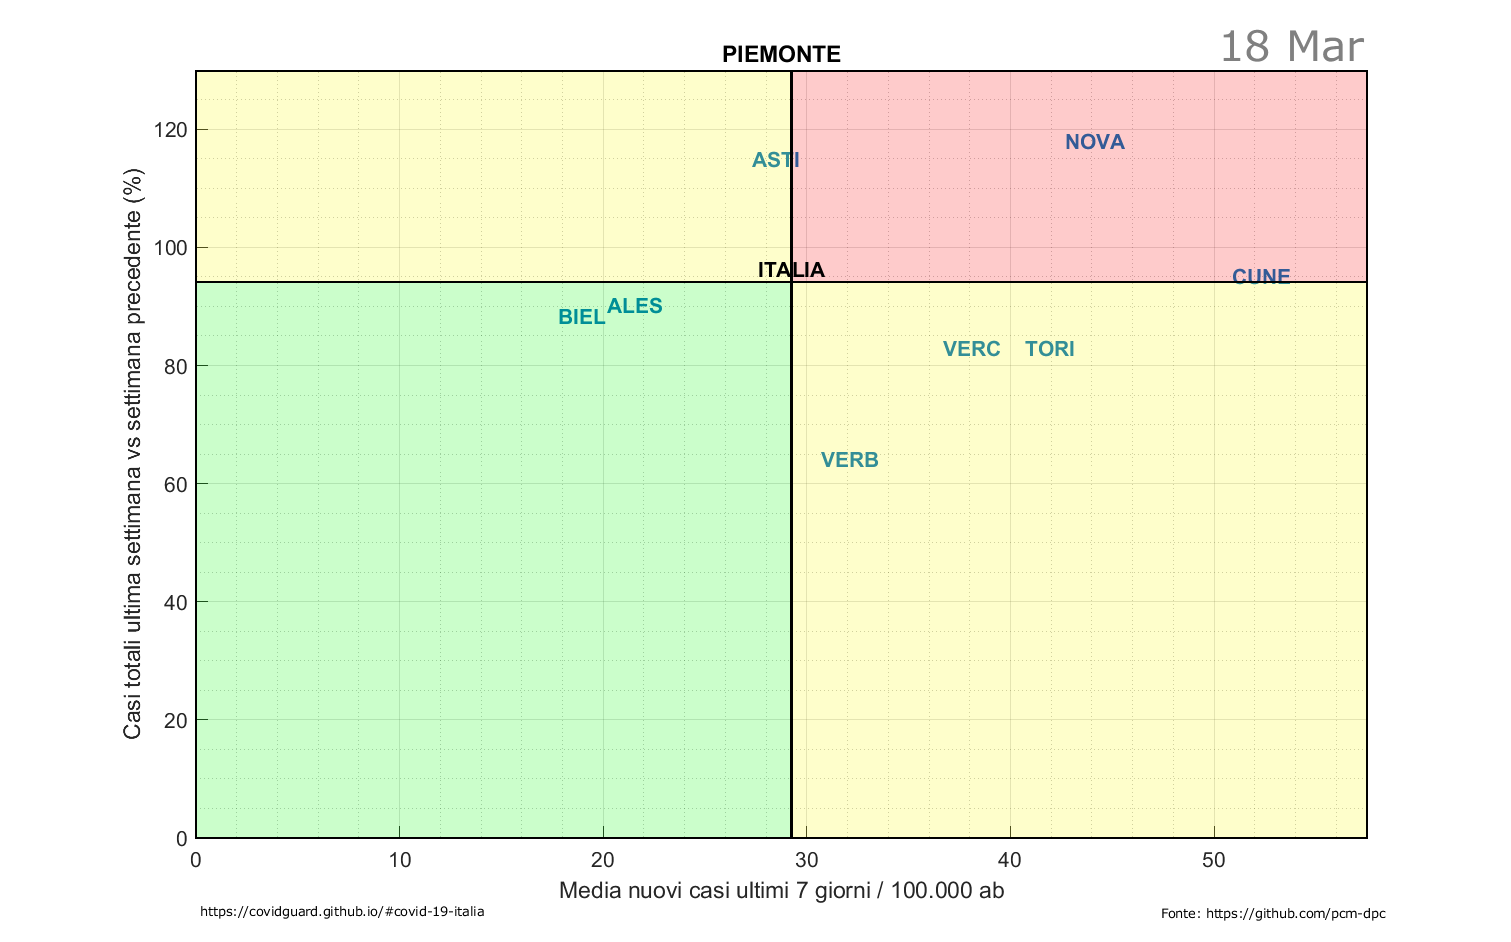 18 Mar
PIEMONTE
Casi totali ultima settimana vs settimana precedente (%)
120
100
80
60
40
20
0
NOVA
ASTI
ITALIA
CUNE
ALES
BIEL
VERC
TORI
VERB
0 10 20 30 40 50
Media nuovi casi ultimi 7 giorni / 100.000 ab
https://covidguard.github.io/#covid-19-italia
Fonte: https://github.com/pcm-dpc